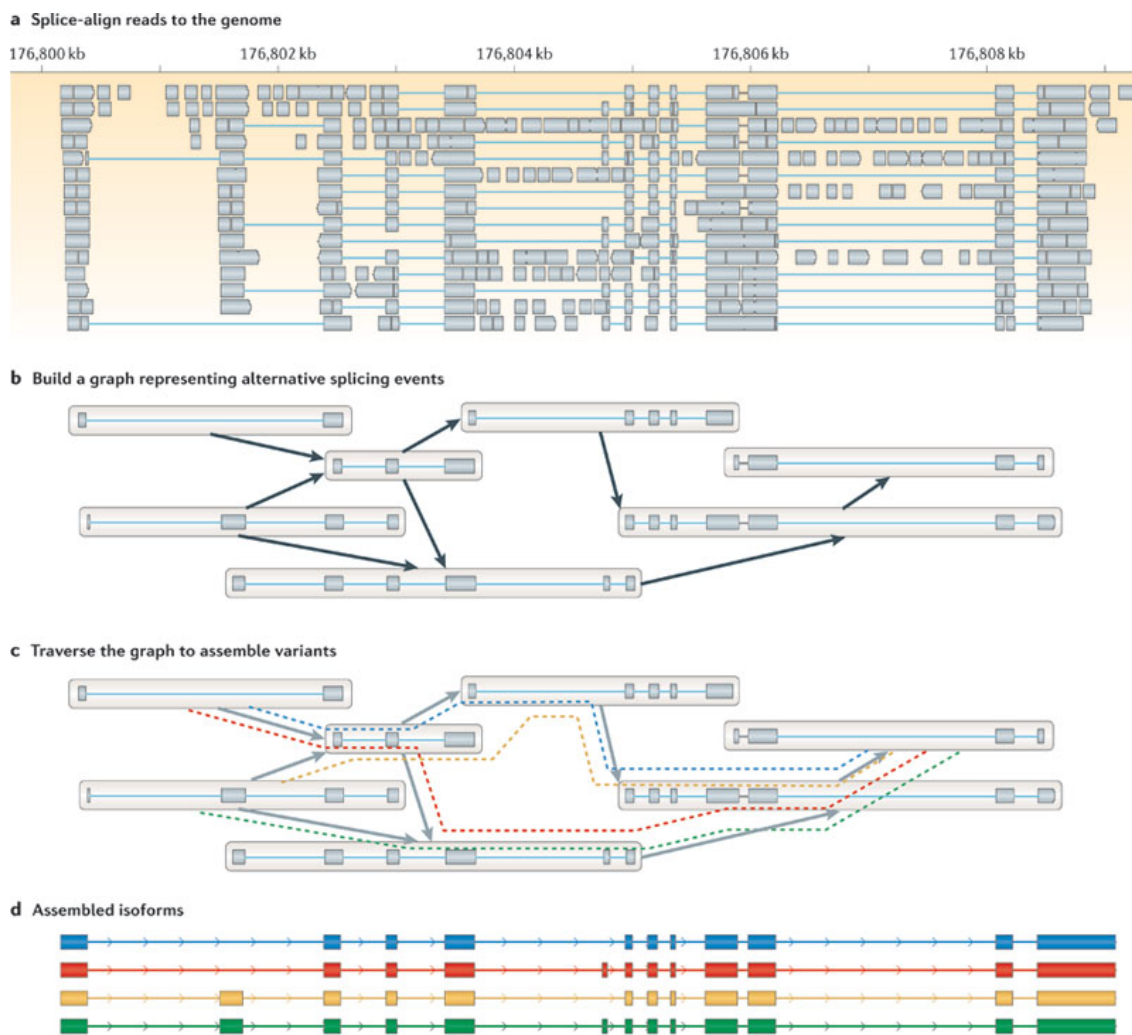 a Splice-align reads to the genome
176,800 kb 176,802 kb 176,804 kb 176,806 kb 176,808 kb
b Build a graph representing alternative splicing events
c Traverse the graph to assemble variants
d Assembled isoforms